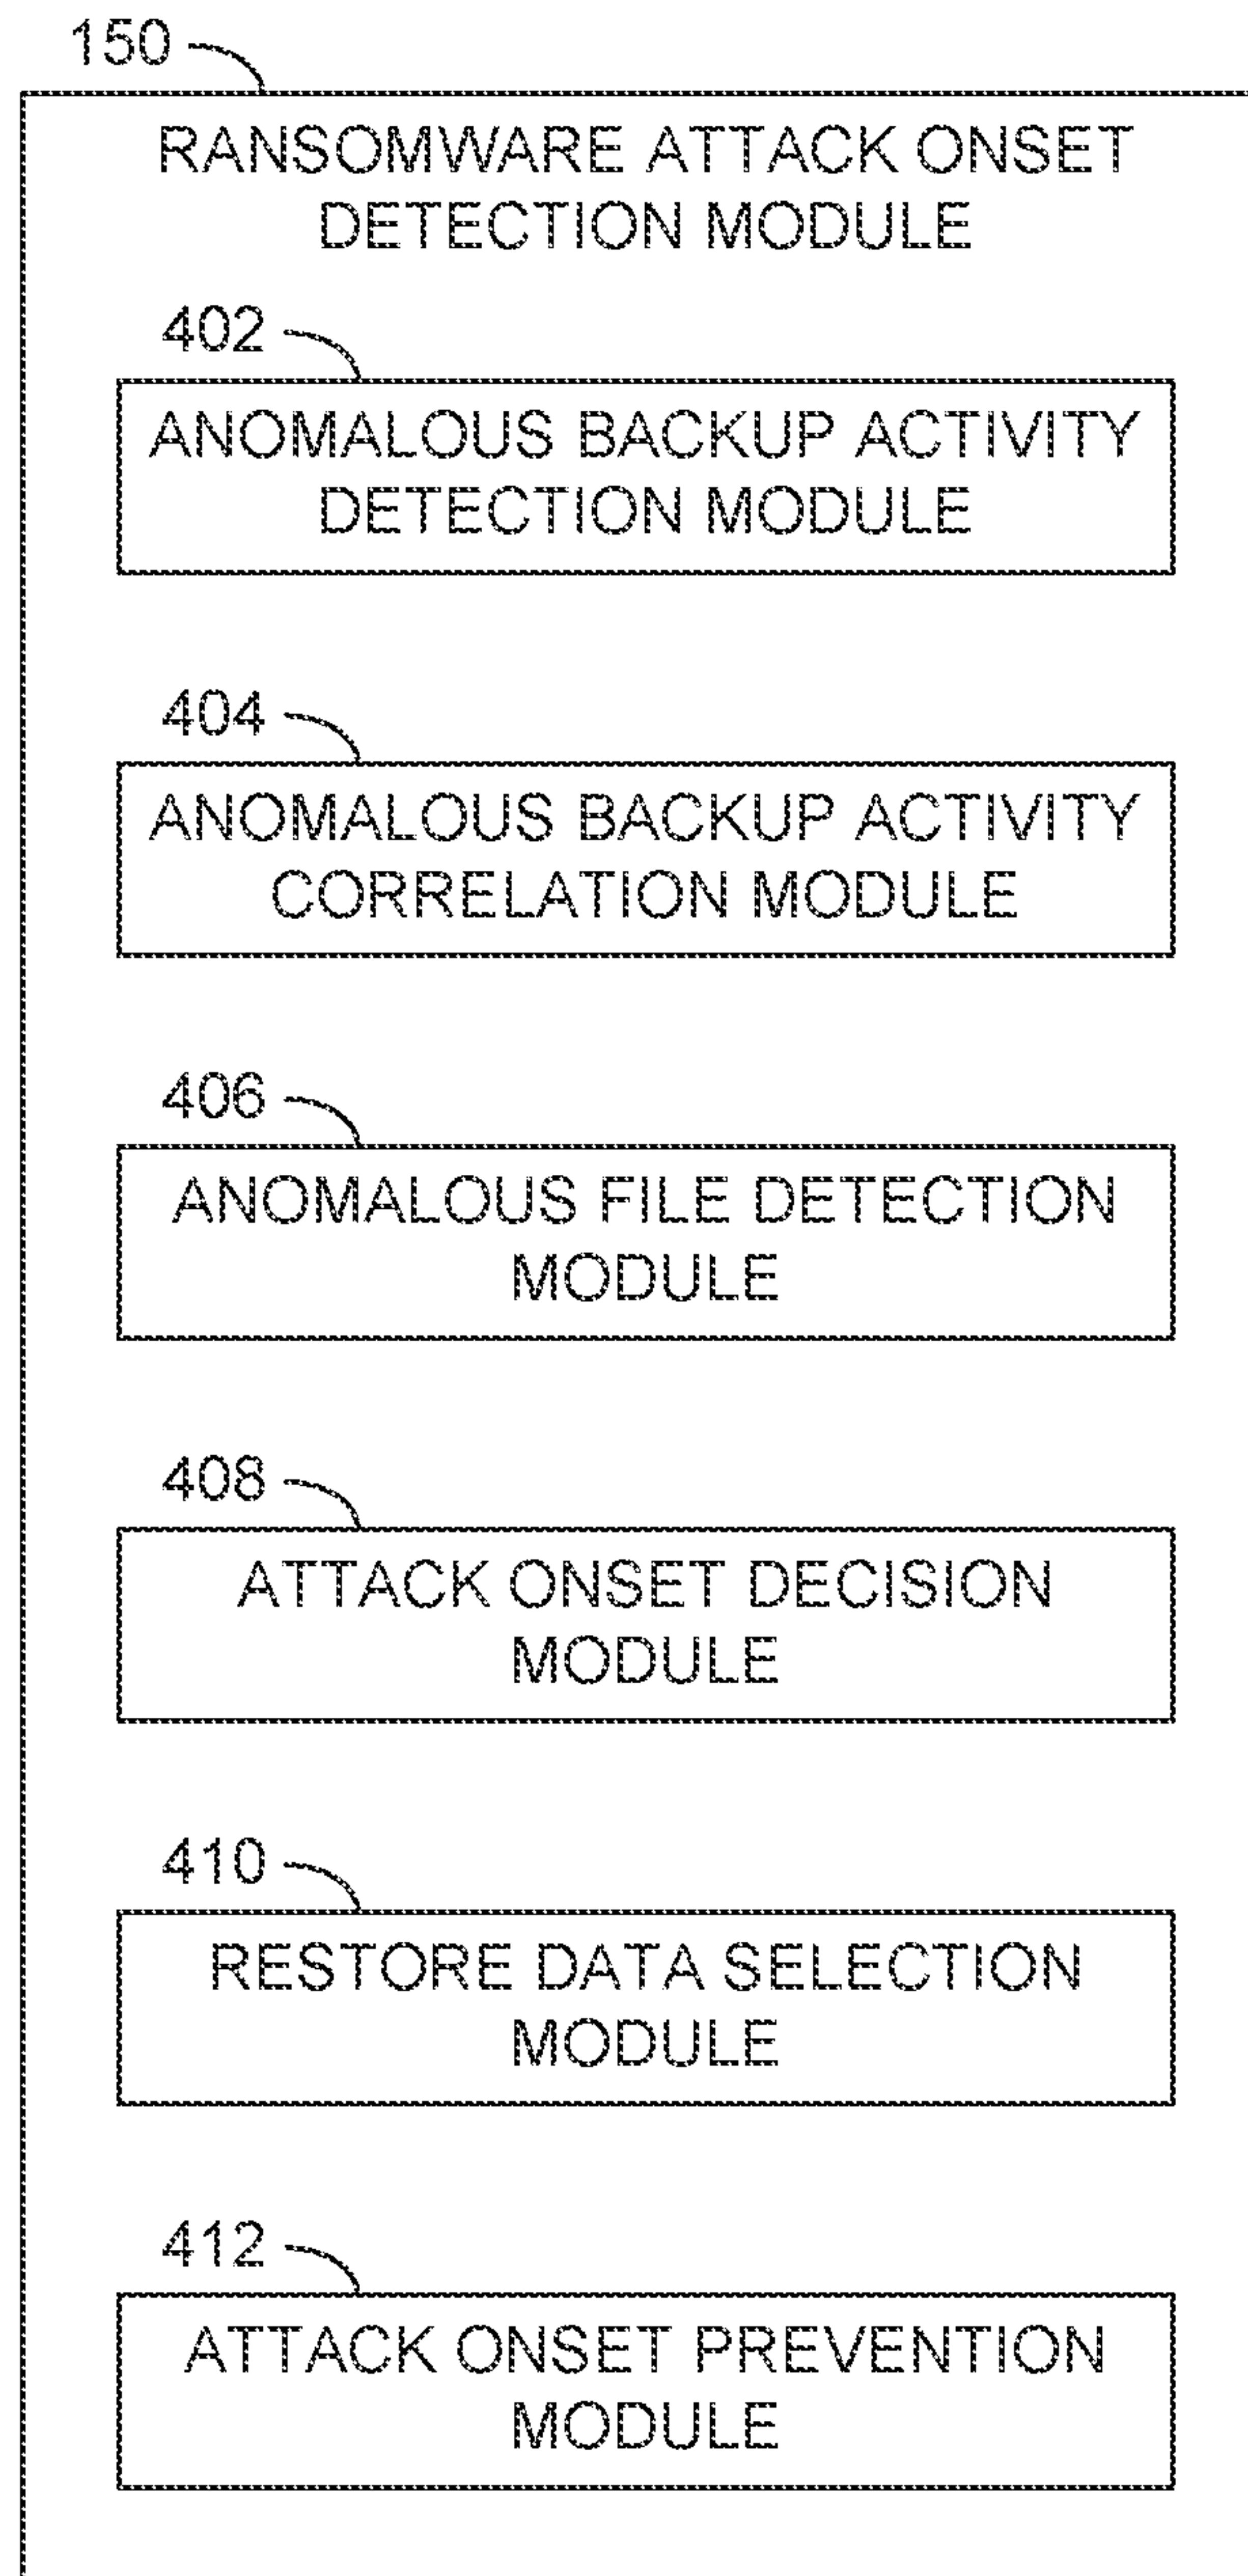 150
RANSOMWARE ATTACK ONSET
DETECTION MODULE
402
ANOMALOUS BACKUP ACTIVITY
DETECTION MODULE
404
ANOMALOUS BACKUP ACTIVITY
CORRELATION MODULE
406
ANOMALOUS FILE DETECTION
MODULE
408
ATTACK ONSET DECISION
MODULE
410
RESTORE DATA SELECTION
MODULE
412
ATTACK ONSET PREVENTION
MODULE